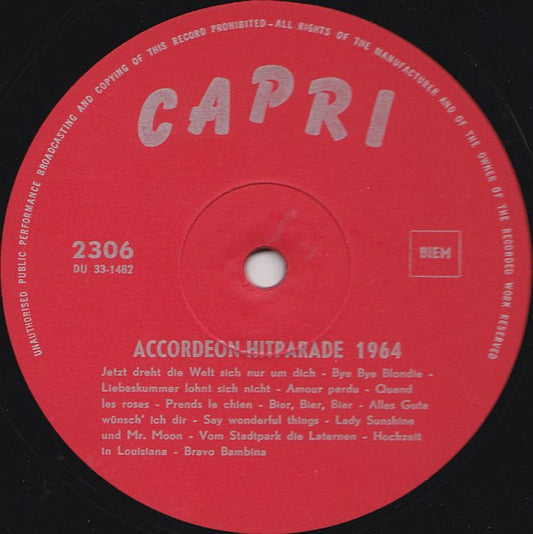 UNAUTHORISED PUBLIC PERFORMANCE BROADCASTING AND COPYING OF THIS RECORD PROHIBITED-ALL RIGHTS OF THE MANUFACTURER AND OF THE OWNER OF THE RECORDED WORK RESERVED
CAPRI
2306
DU 33-1482
BIEM
ACCORDEON-HITPARADE 1964
Jetzt dreht die Welt sich nur um dich - Bye Bye Blondie -
Liebeskummer lohnt sich nicht - Amour perdu - Quand
les roses - Prends le chien - Bier, Bier, Bier - Alles Gute
wünsch' ich dir - Say wonderful things - Lady Sunshine
und Mr. Moon - Vom Stadtpark die Laternen - Hochzeit
in Louisiana - Bravo Bambina